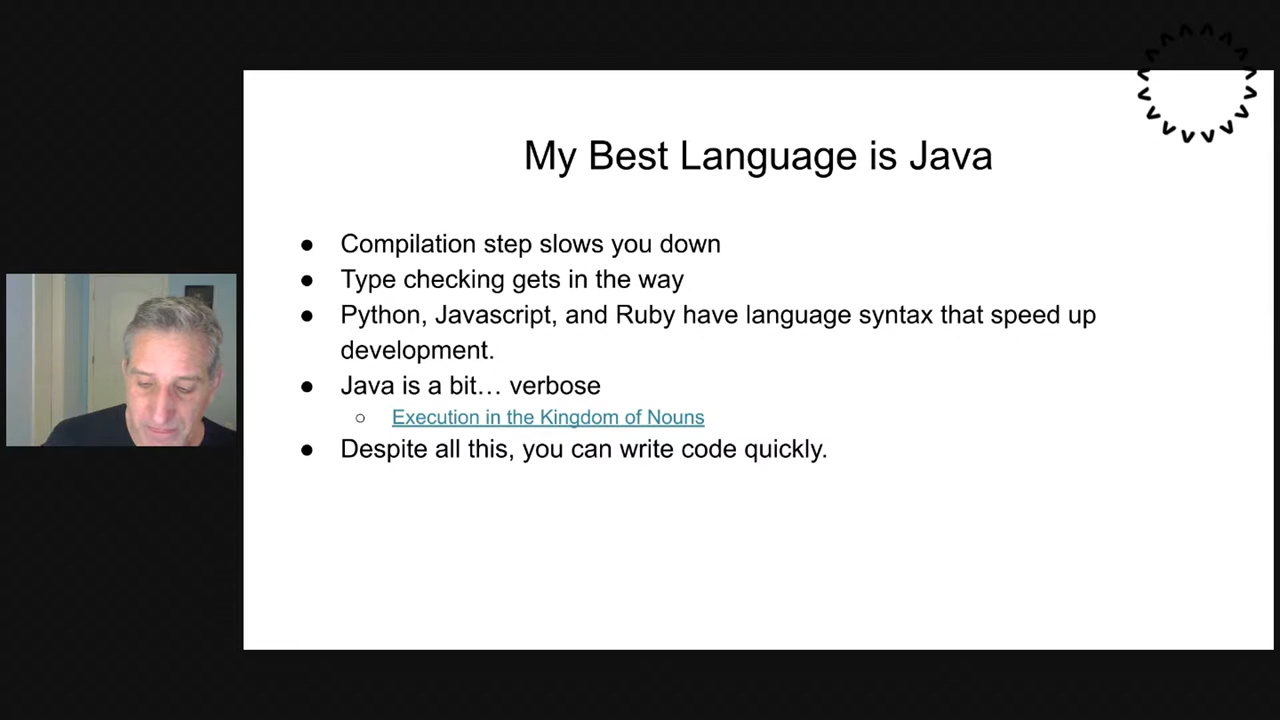 My Best Language is Java
● Compilation step slows you down
● Type checking gets in the way
● Python, Javascript, and Ruby have language syntax that speed up
development.
● Java is a bit… verbose
○ Execution in the Kingdom of Nouns
● Despite all this, you can write code quickly.